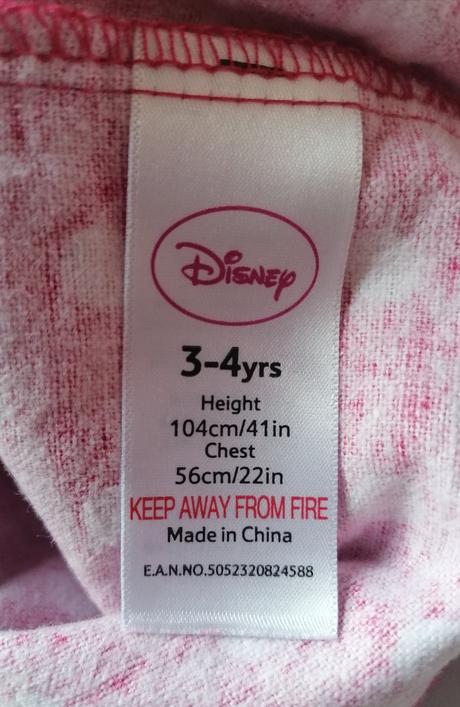 Disney
3-4yrs
Height
104cm/41in
Chest
56cm/22in
KEEP AWAY FROM FIRE
Made in China
E.A.N.NO.5052320824588